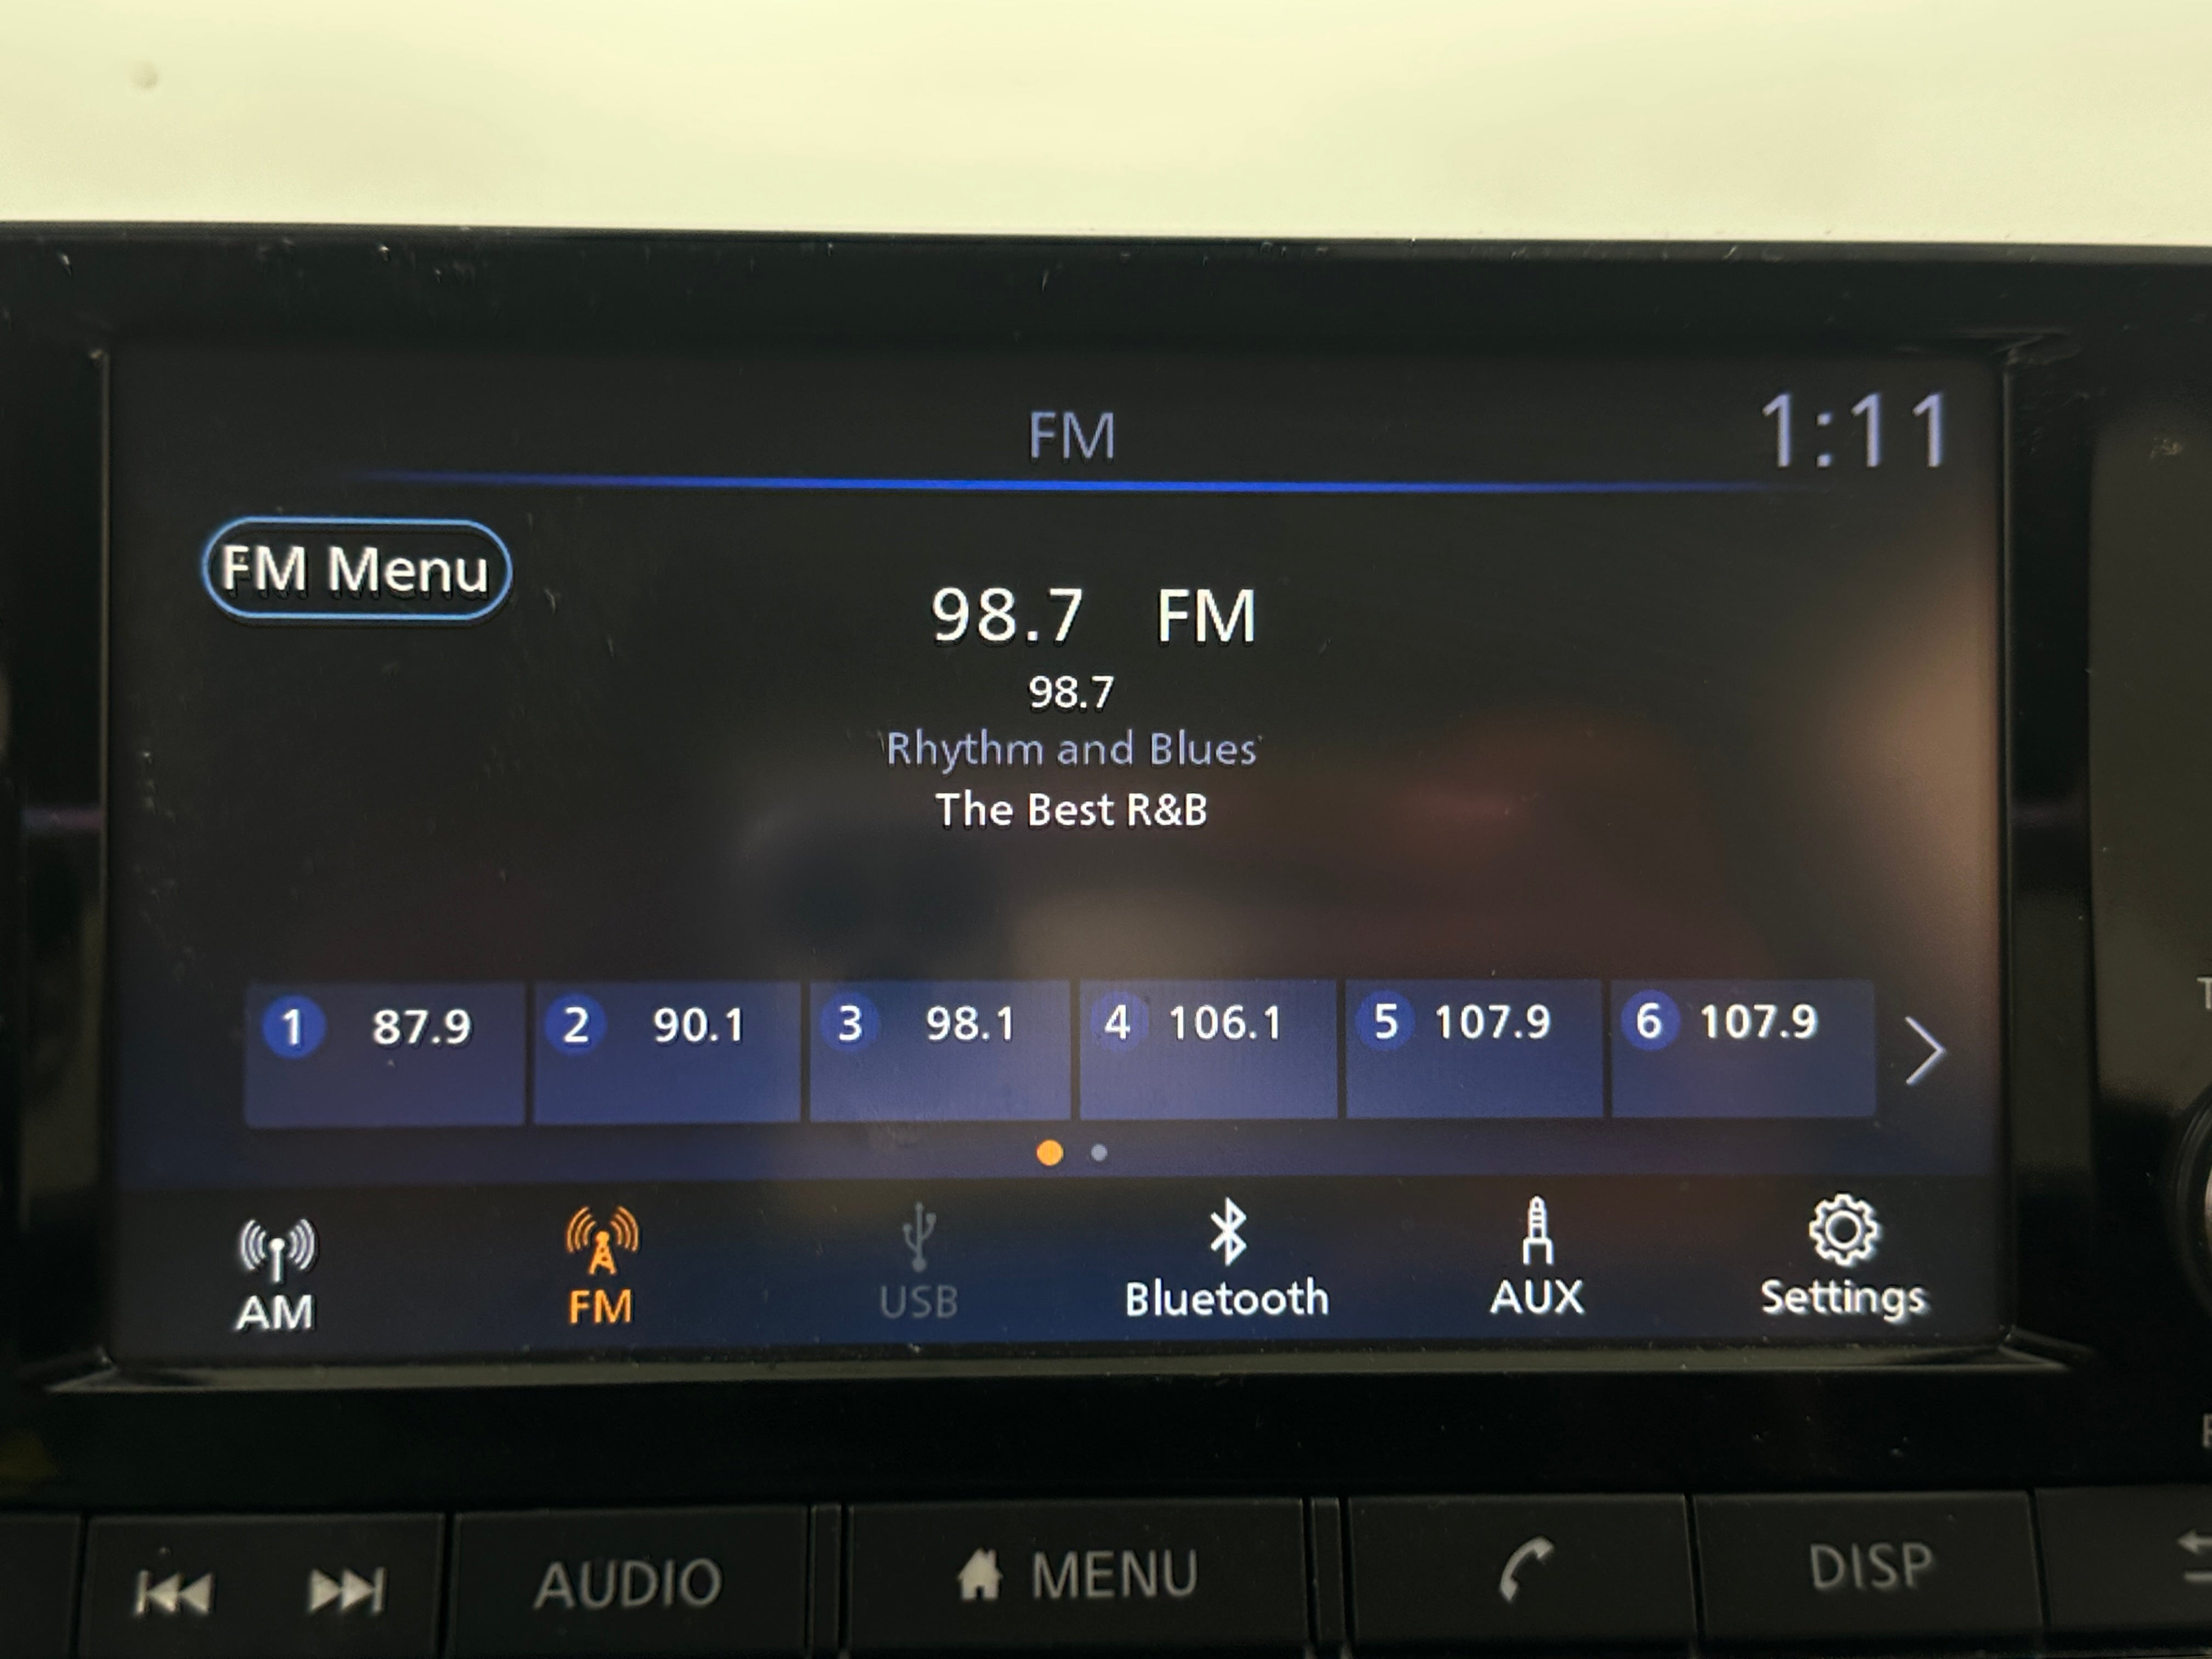 FM
1:11
FM Menu
98.7 FM
98.7
Rhythm and Blues
The Best R&B
1 87.9 2 90.1 3 98.1 4 106.1 5 107.9 6 107.9
AM FM USB Bluetooth AUX Settings
AUDIO MENU DISP